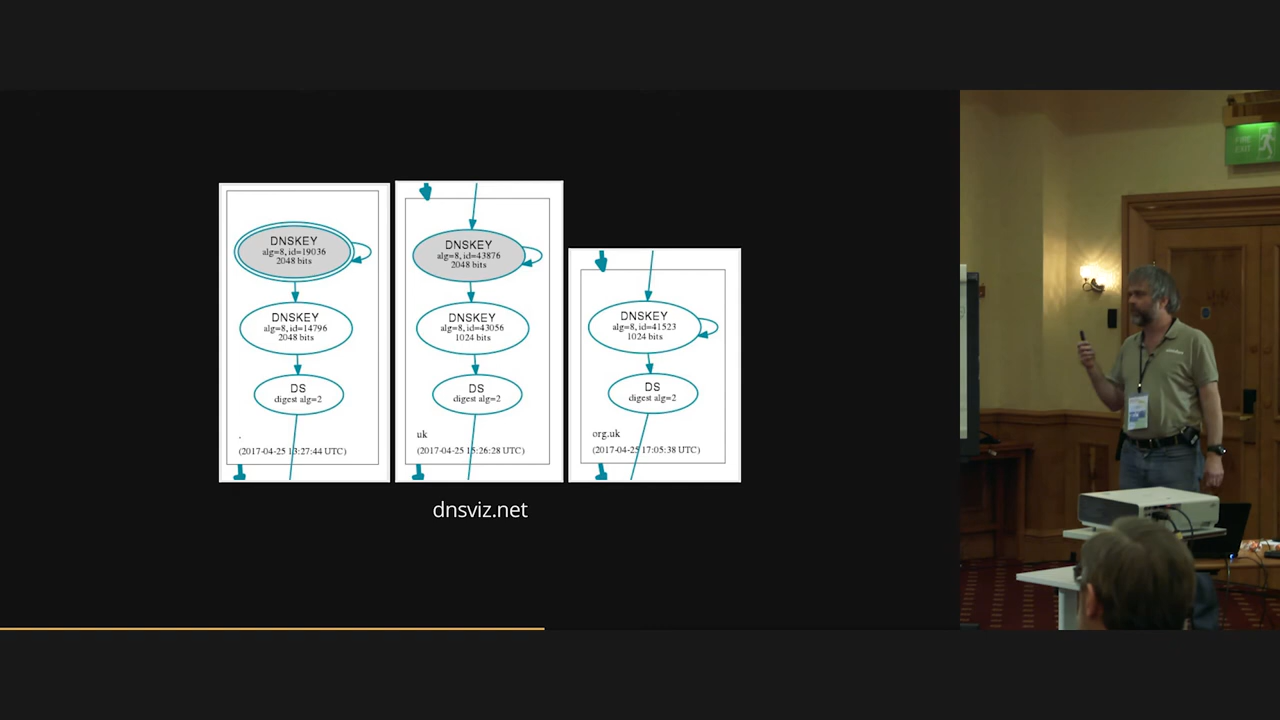 DNSKEY
alg=8, id=19036
2048 bits
DNSKEY
alg=8, id=14796
2048 bits
DS
digest alg=2
.
(2017-04-25 13:27:44 UTC)
DNSKEY
alg=8, id=43876
2048 bits
DNSKEY
alg=8, id=43056
1024 bits
DS
digest alg=2
uk
(2017-04-25 15:26:28 UTC)
DNSKEY
alg=8, id=41523
1024 bits
DS
digest alg=2
org.uk
(2017-04-25 17:05:38 UTC)
dnsviz.net
FIRE
EXIT